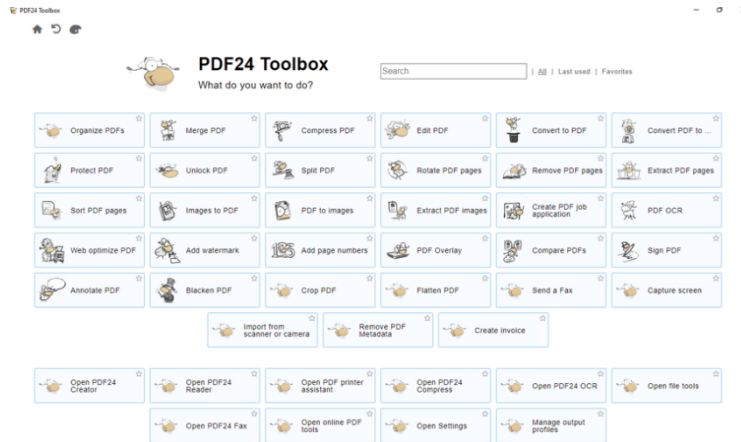 PDF24 Toolbox
PDF24 Toolbox
What do you want to do?
Search
| All | Last used | Favorites
Organize PDFs
Merge PDF
Compress PDF
Edit PDF
Convert to PDF
Convert PDF to ...
Protect PDF
Unlock PDF
Split PDF
Rotate PDF pages
Remove PDF pages
Extract PDF pages
Sort PDF pages
Images to PDF
PDF to images
Extract PDF images
Create PDF job
application
PDF OCR
Web optimize PDF
Add watermark
Add page numbers
PDF Overlay
Compare PDFs
Sign PDF
Annotate PDF
Blacken PDF
Crop PDF
Flatten PDF
Send a Fax
Capture screen
Import from
scanner or camera
Remove PDF
Metadata
Create invoice
Open PDF24
Creator
Open PDF24
Reader
Open PDF printer
assistant
Open PDF24
Compress
Open PDF24 OCR
Open file tools
Open PDF24 Fax
Open online PDF
tools
Open Settings
Manage output
profiles